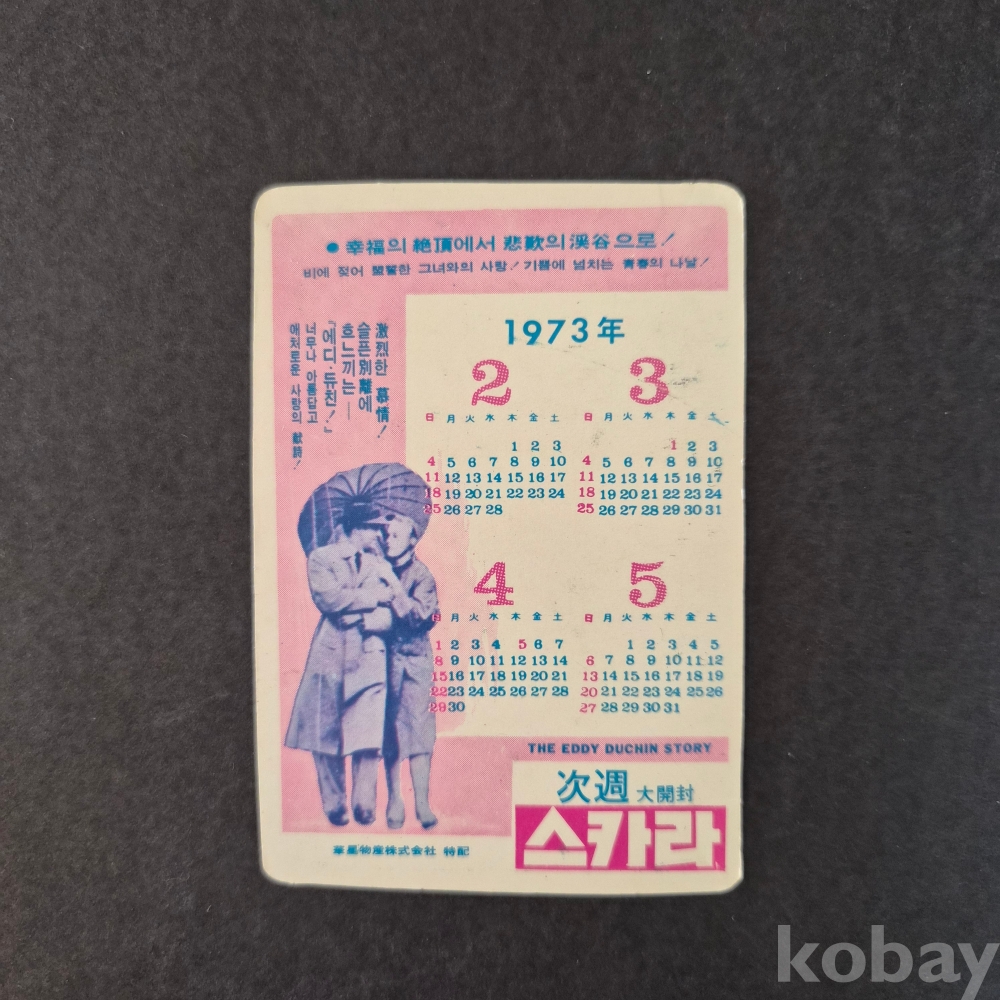 ● 幸福의 絶頂에서 悲歎의 渓谷으로!
비에 젖어 그녀와의 사랑! 기쁨에 넘치는 青春의 나날!
激烈한 慕情!
슬픈別離에
흐느끼는—
『에디·듀친!』
너무나 아름답고
애처로운 사랑의 敍詩!
1973年
2 3
日 月 火 水 木 金 土 日 月 火 水 木 金 土
1 2 3 1 2 3
4 5 6 7 8 9 10 4 5 6 7 8 9 10
11 12 13 14 15 16 17 11 12 13 14 15 16 17
18 19 20 21 22 23 24 18 19 20 21 22 23 24
25 26 27 28 25 26 27 28 29 30 31
4 5
日 月 火 水 木 金 土 日 月 火 水 木 金 土
1 2 3 4 5 6 7 1 2 3 4 5
8 9 10 11 12 13 14 6 7 8 9 10 11 12
15 16 17 18 19 20 21 13 14 15 16 17 18 19
22 23 24 25 26 27 28 20 21 22 23 24 25 26
29 30 27 28 29 30 31
THE EDDY DUCHIN STORY
次週 大開封
스카라
華星物産株式会社 特配
kobay